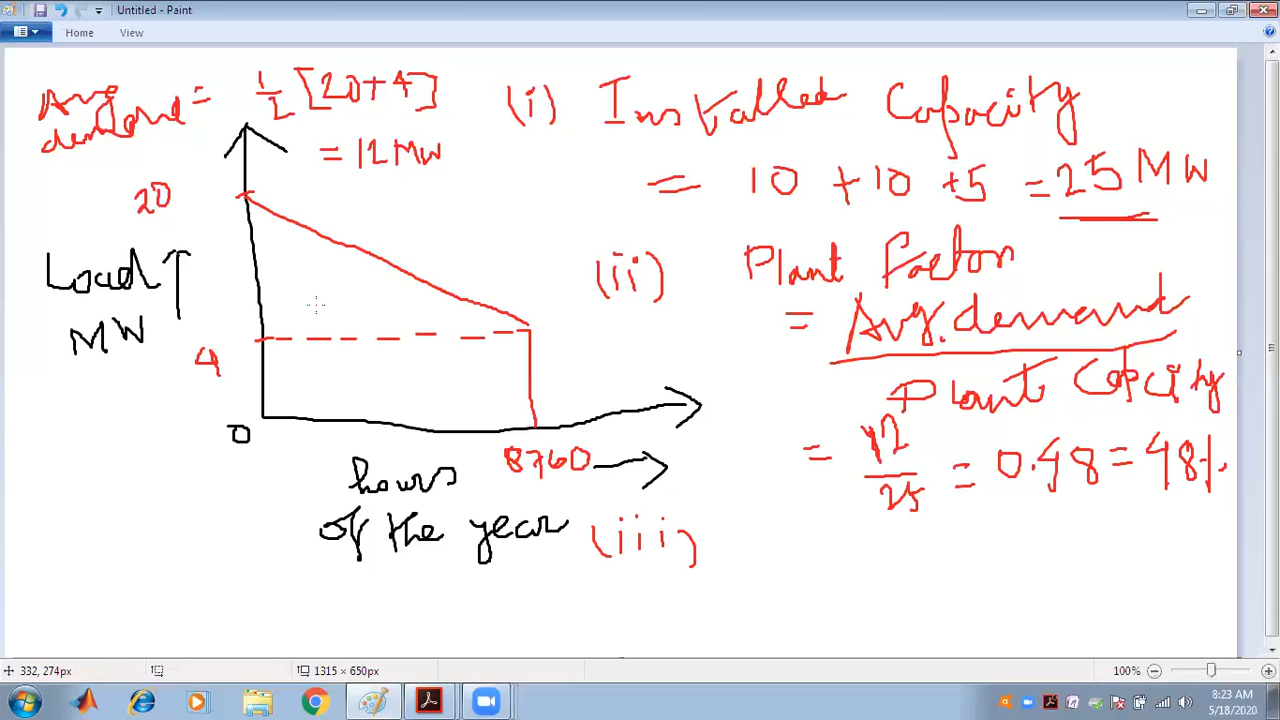 Untitled - Paint
Home View
Avg demand = 1/2 [20+4]
= 12 MW
20
Load ↑
MW
4
0
8760 →
hours
of the year
(i) Installed Capacity
= 10 + 10 + 5 = 25 MW
(ii) Plant Factor
= Avg. demand
Plant Capcity
= 12/25 = 0.48 = 48%
(iii)
332, 274px
1315 × 650px
100%
8:23 AM
5/18/2020